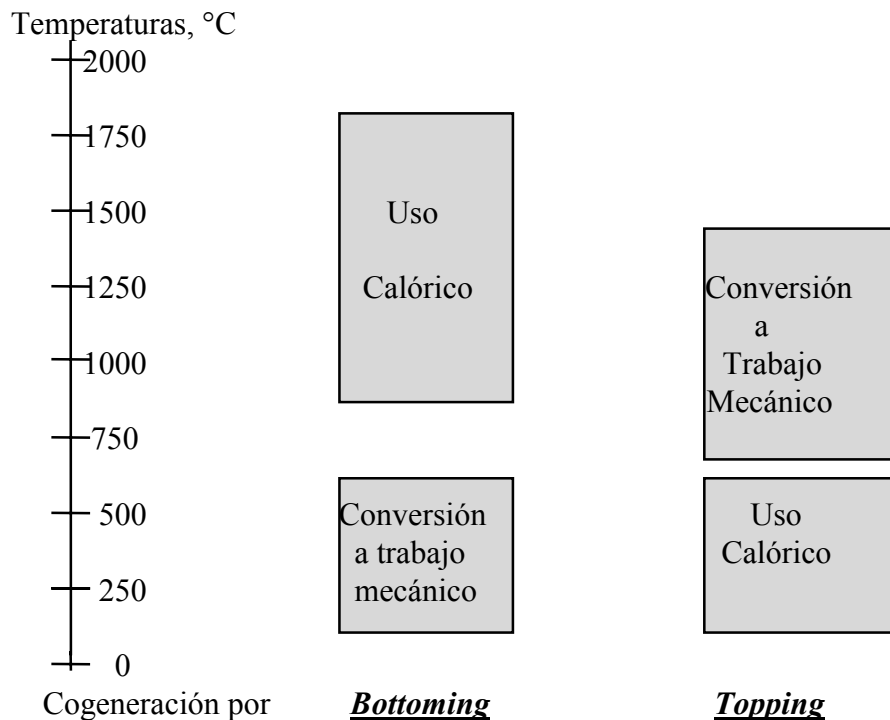 Temperaturas, °C
2000
1750
1500
1250
1000
750
500
250
0
Uso
Calórico
Conversión
a trabajo
mecánico
Conversión
a
Trabajo
Mecánico
Uso
Calórico
Cogeneración por Bottoming Topping